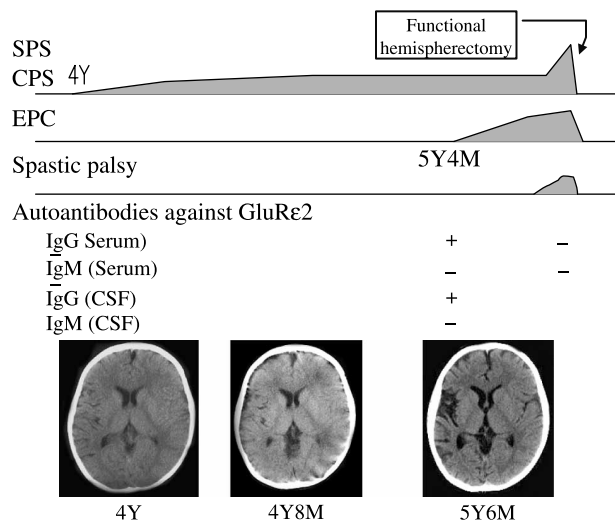 Functional
hemispherectomy
SPS
CPS 4Y
EPC
5Y4M
Spastic palsy
Autoantibodies against GluRε2
IgG Serum) + –
IgM (Serum) – –
IgG (CSF) +
IgM (CSF) –
4Y 4Y8M 5Y6M